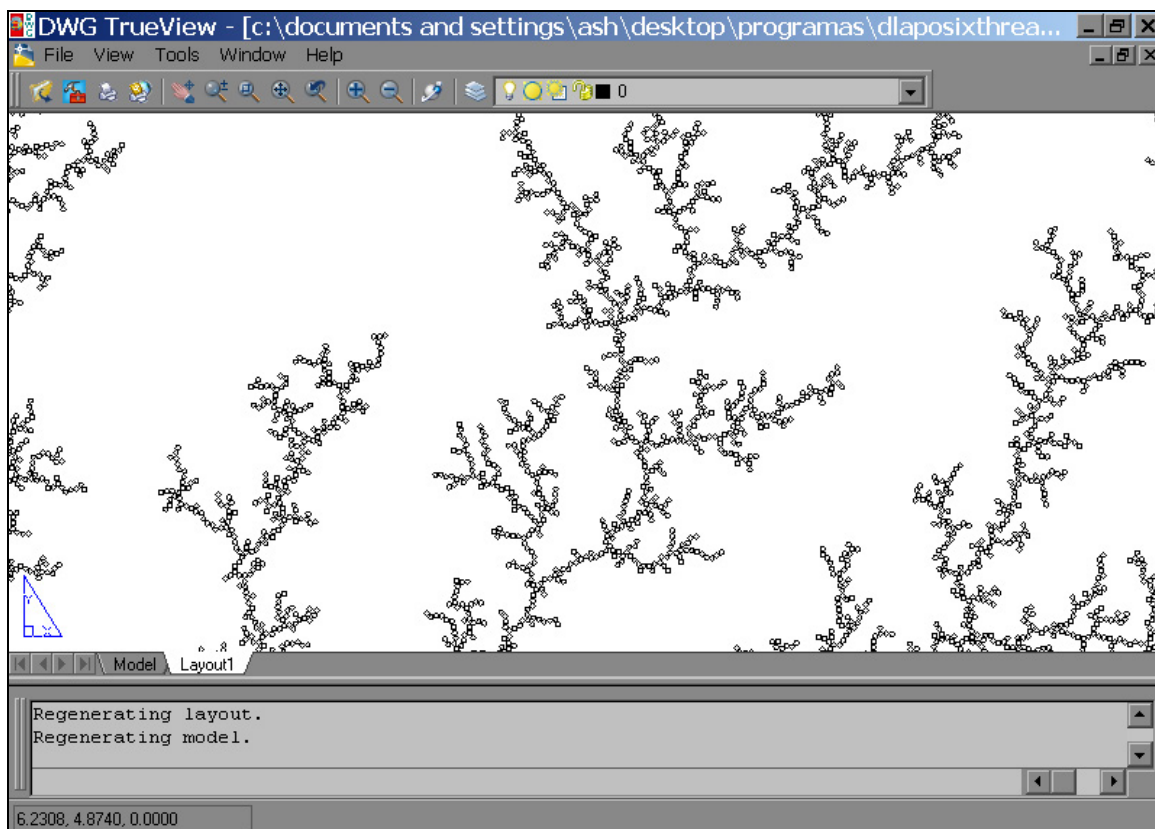 DWG TrueView - [c:\documents and settings\ash\desktop\programas\dlaposixthrea...
File View Tools Window Help
0
Y
X
Model Layout1
Regenerating layout.
Regenerating model.
6.2308, 4.8740, 0.0000